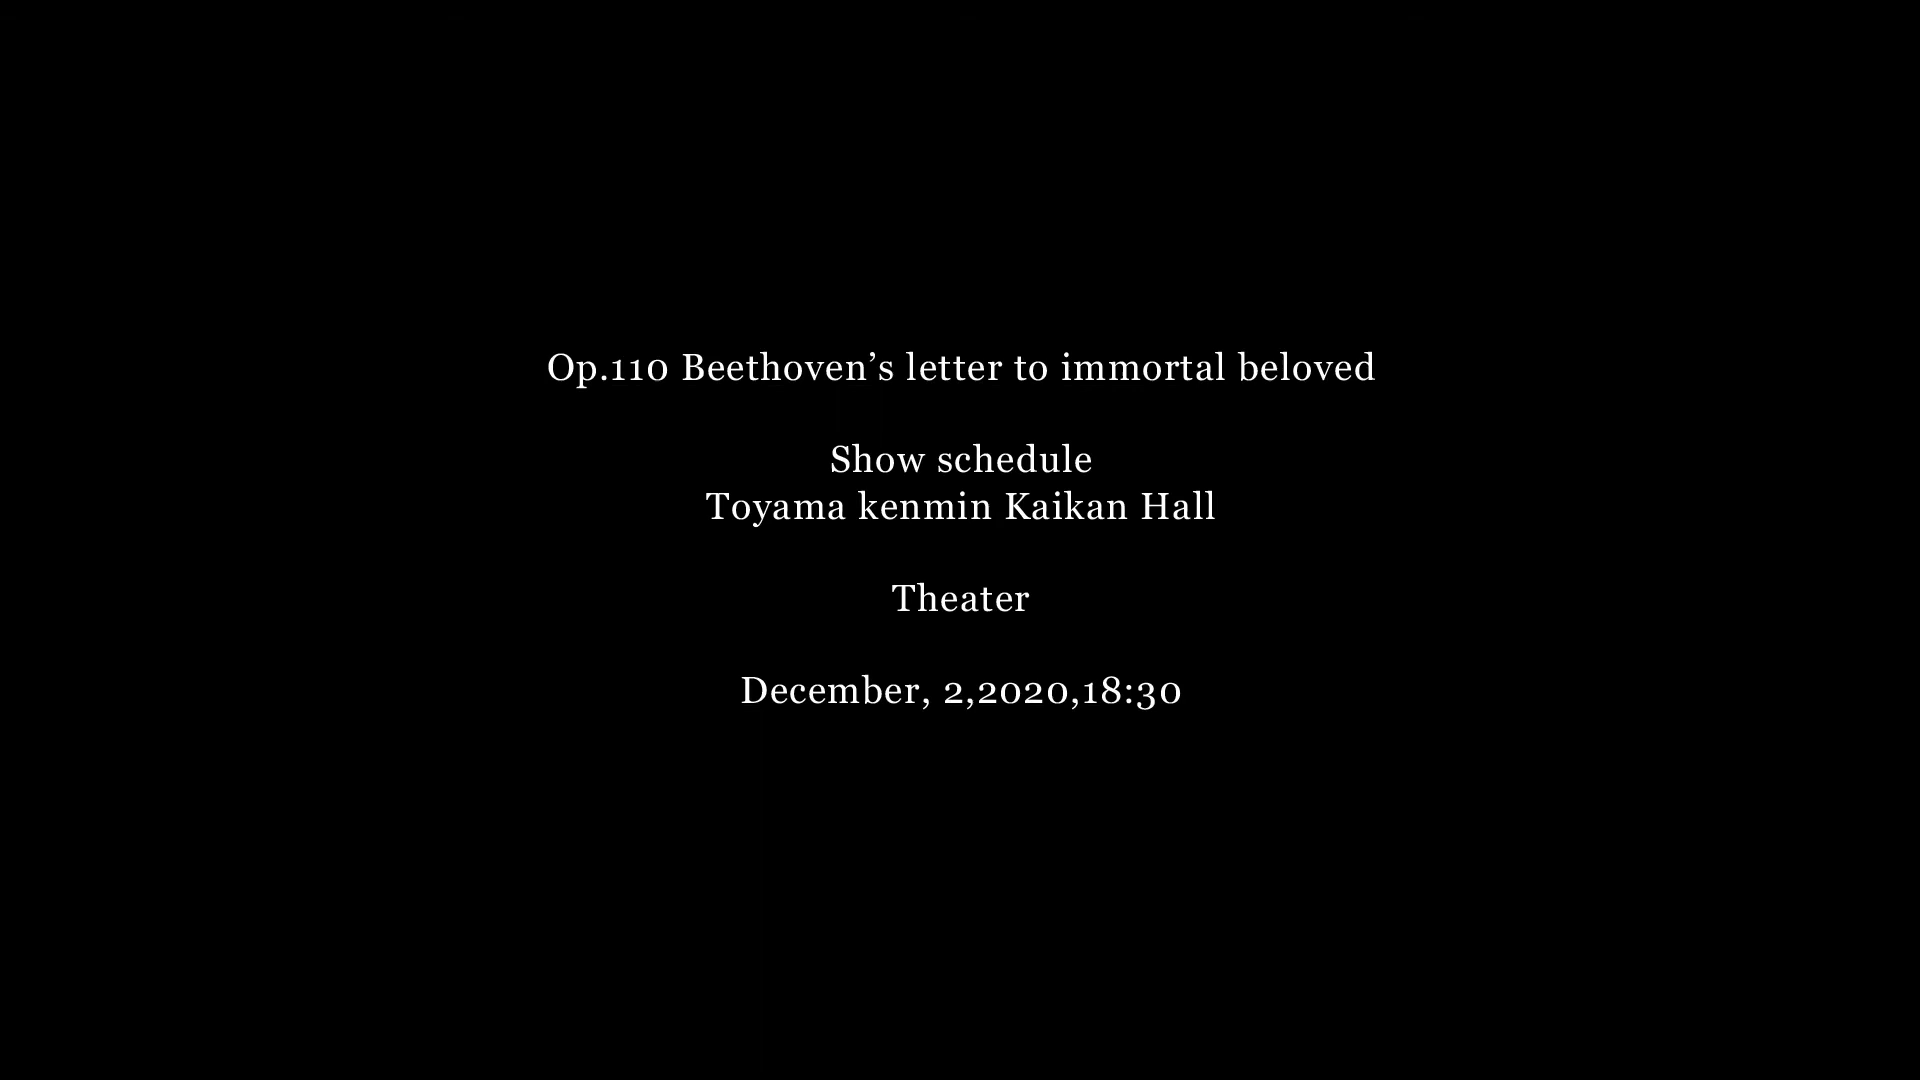 Op.110 Beethoven’s letter to immortal beloved
Show schedule
Toyama kenmin Kaikan Hall
Theater
December, 2,2020,18:30